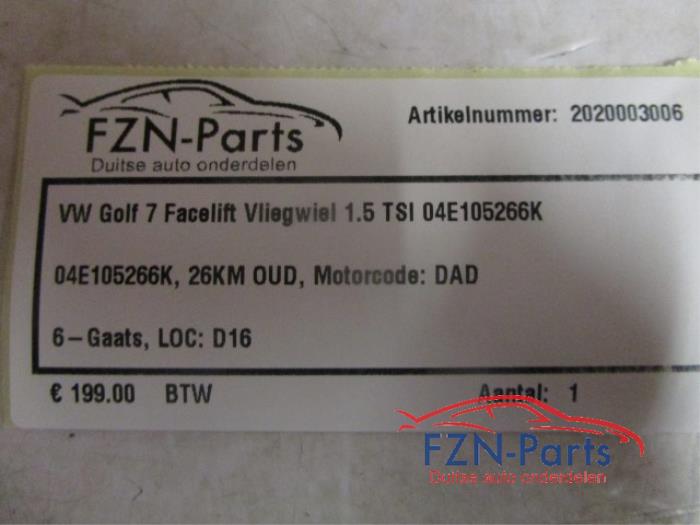 FZN-Parts
Duitse auto onderdelen
Artikelnummer: 2020003006
VW Golf 7 Facelift Vliegwiel 1.5 TSI 04E105266K
04E105266K, 26KM OUD, Motorcode: DAD
6-Gaats, LOC: D16
€ 199.00 BTW Aantal: 1
FZN-Parts
Duitse auto onderdelen